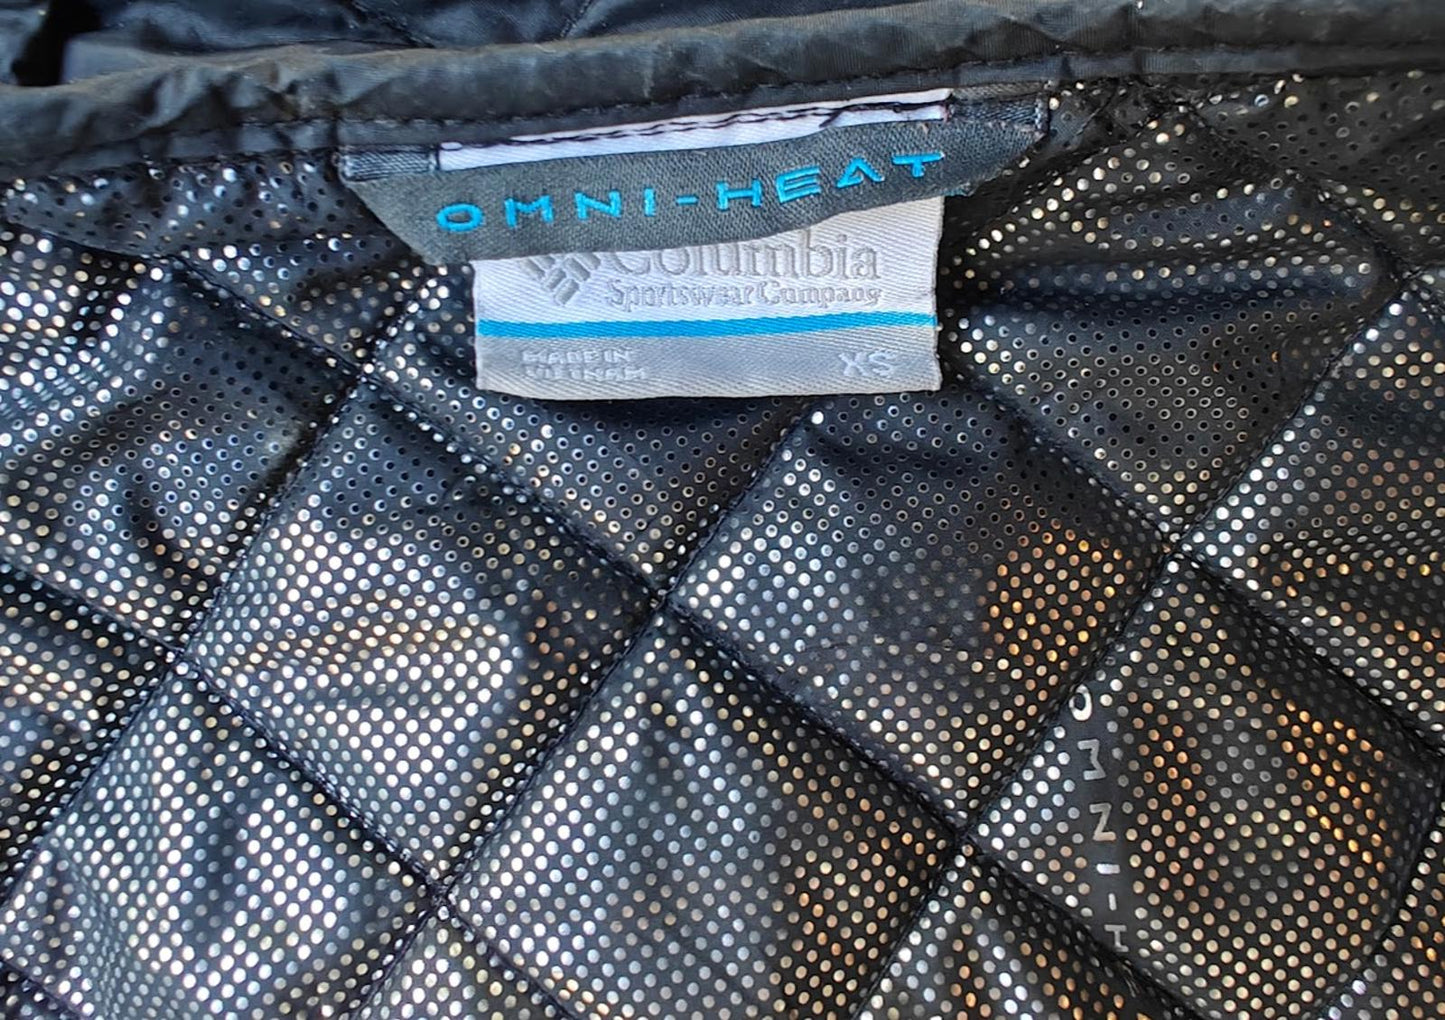 OMNI-HEAT
Columbia
Sportswear Company
MADE IN
VIETNAM
XS
OMNI-H